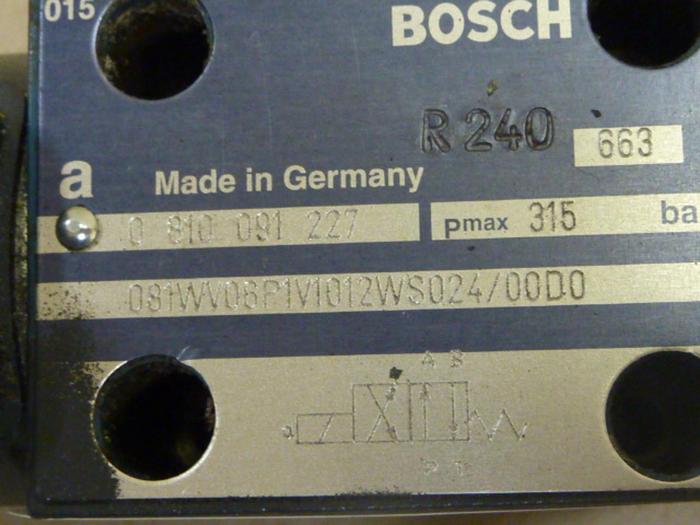 015
BOSCH
R 240
663
a
Made in Germany
0 810 091 227
Pmax 315 ba
081WV06P1V1012WS024/00D0
A B
a
P T